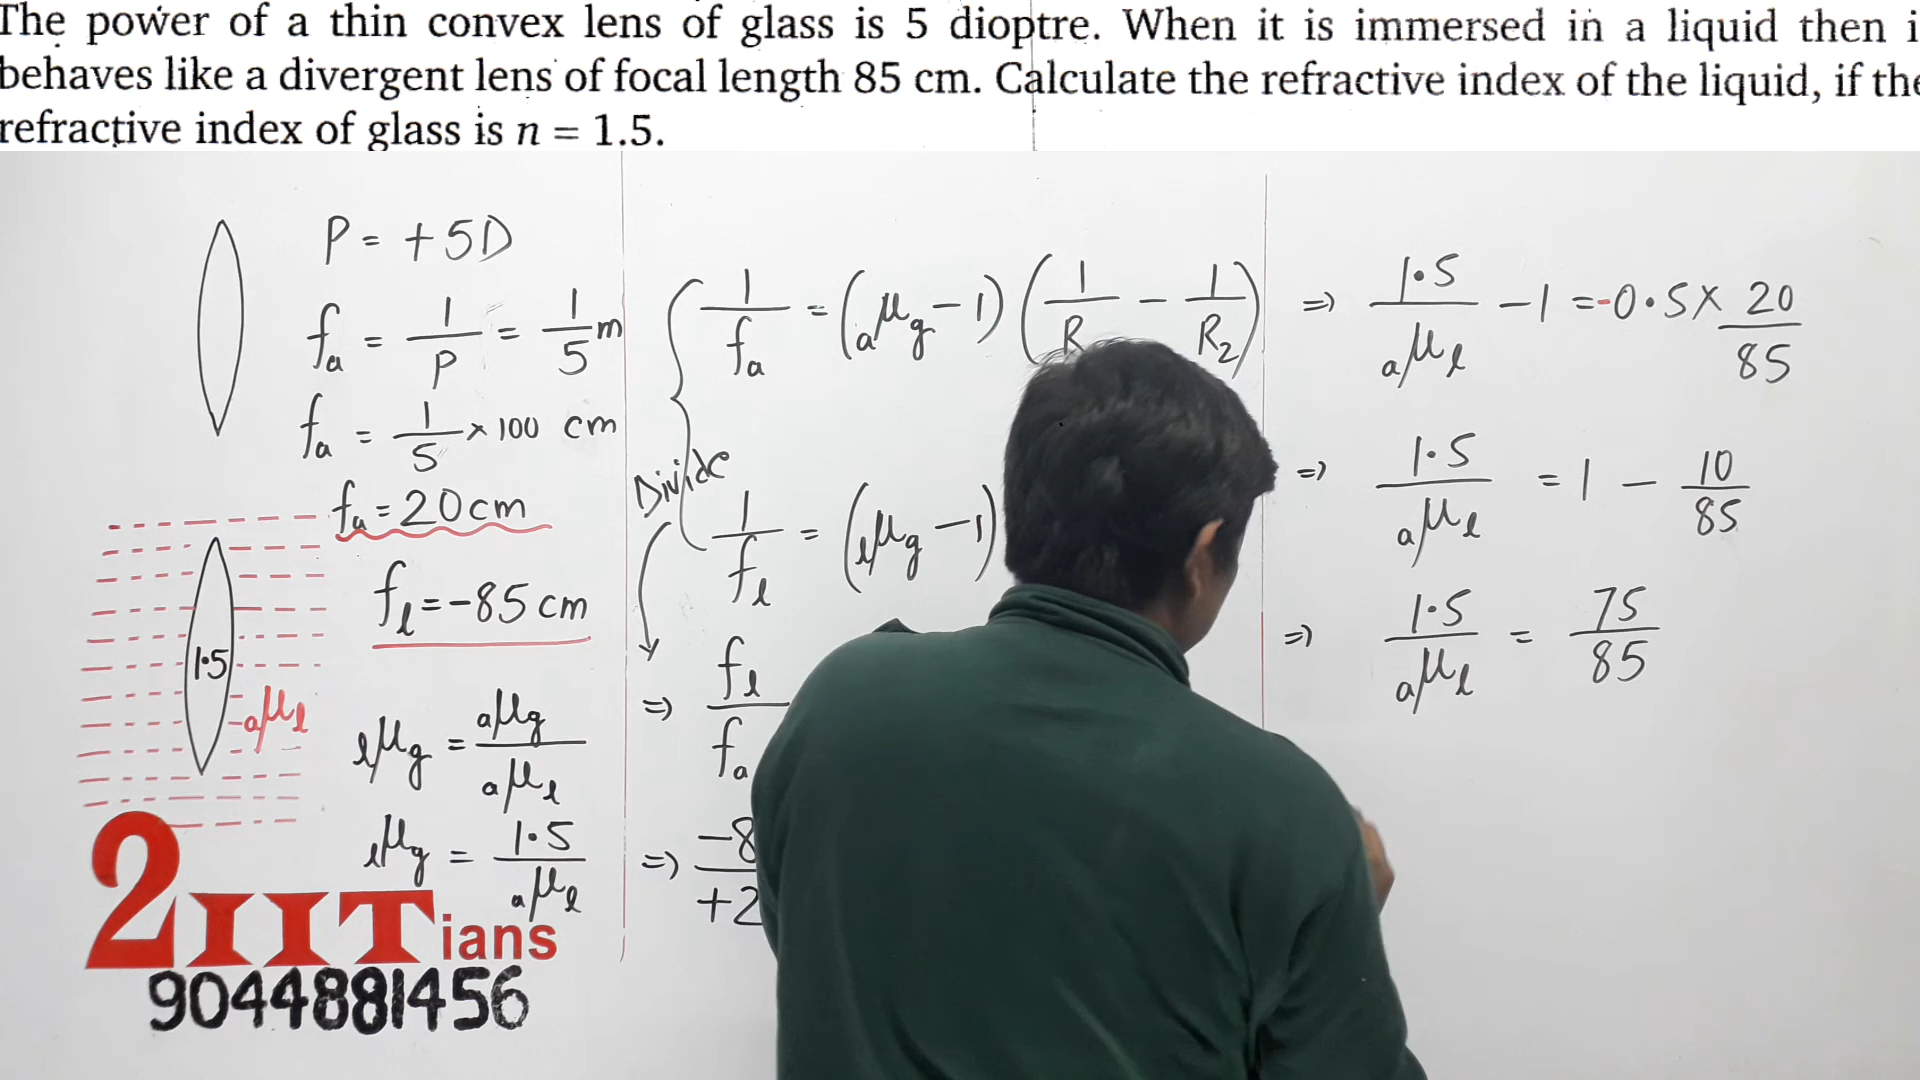 The power of a thin convex lens of glass is 5 dioptre. When it is immersed in a liquid then i
behaves like a divergent lens of focal length 85 cm. Calculate the refractive index of the liquid, if the
refractive index of glass is n = 1.5.
P = +5D
fₐ = 1/P = 1/5 m
fₐ = 1/5 × 100 cm
fₐ = 20cm
1.5
ₐμₗ
fₗ = -85 cm
ₗμg = ₐμg/ₐμₗ
ₗμg = 1.5/ₐμₗ
2IITians
9044881456
1/fₐ = (ₐμg - 1)(1/R - 1/R₂)
Divide
1/fₗ = (ₗμg - 1)
=> fₗ/fₐ
=> -8/+2
=> 1.5/ₐμₗ - 1 = -0.5 × 20/85
=> 1.5/ₐμₗ = 1 - 10/85
=> 1.5/ₐμₗ = 75/85